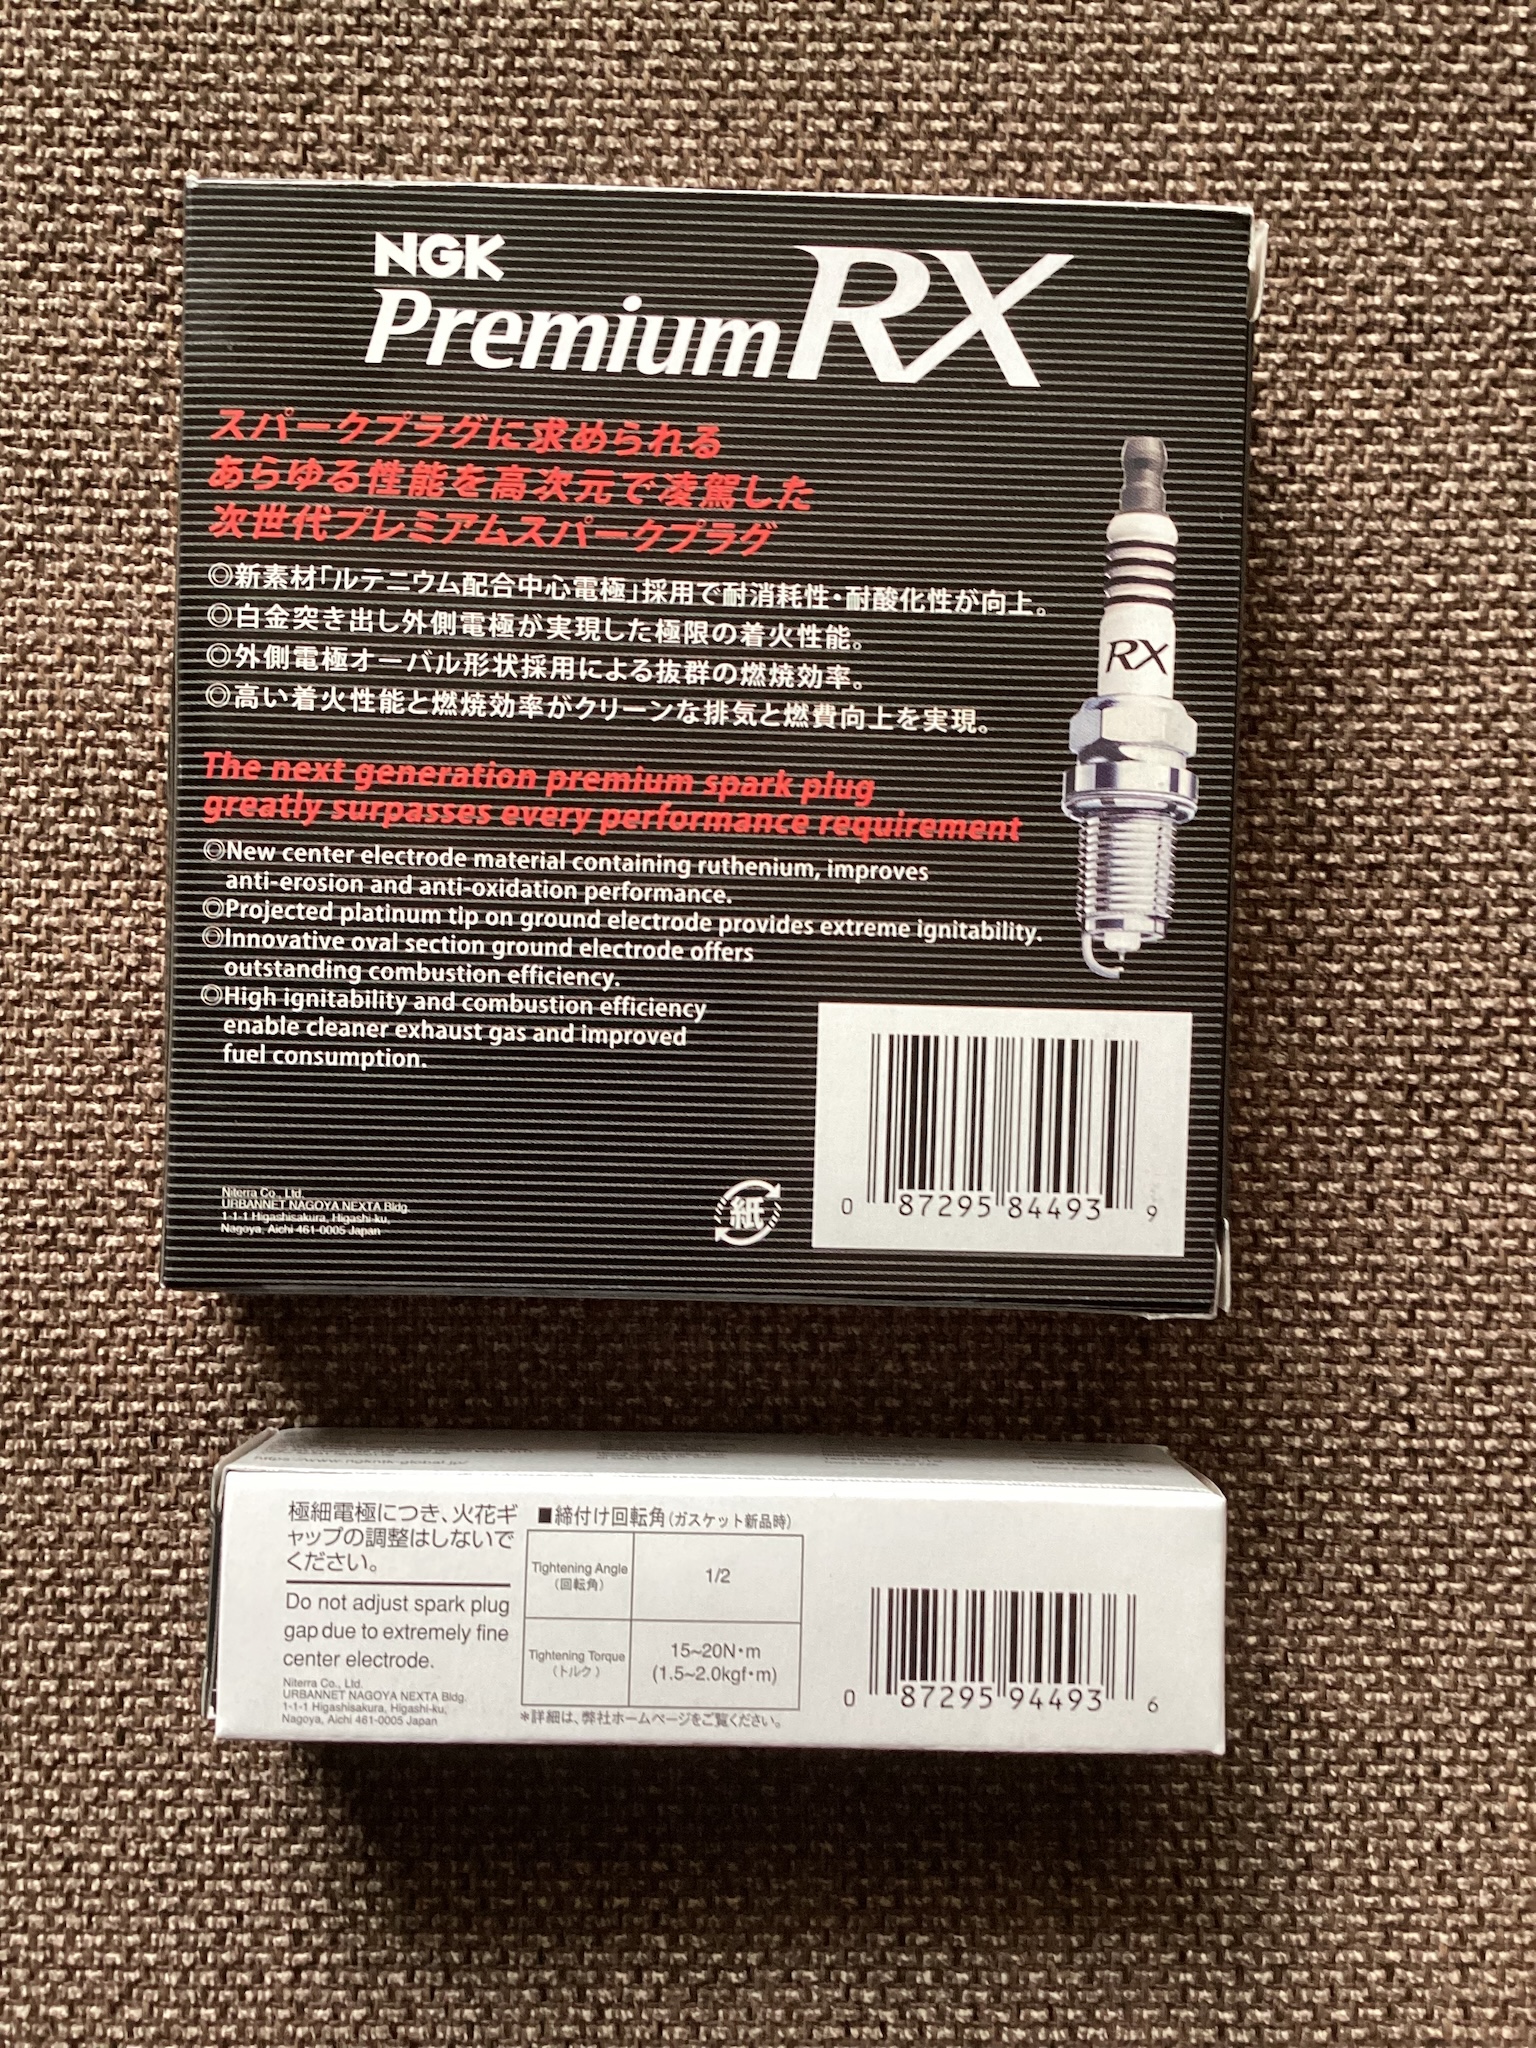 NGK
PremiumRX
スパークプラグに求められる
あらゆる性能を高次元で凌駕した
次世代プレミアムスパークプラグ
◎新素材「ルテニウム配合中心電極」採用で耐消耗性・耐酸化性が向上。
◎白金突き出し外側電極が実現した極限の着火性能。
◎外側電極オーバル形状採用による抜群の燃焼効率。
◎高い着火性能と燃焼効率がクリーンな排気と燃費向上を実現。
RX
The next generation premium spark plug
greatly surpasses every performance requirement
◎New center electrode material containing ruthenium, improves
anti-erosion and anti-oxidation performance.
◎Projected platinum tip on ground electrode provides extreme ignitability.
◎Innovative oval section ground electrode offers
outstanding combustion efficiency.
◎High ignitability and combustion efficiency
enable cleaner exhaust gas and improved
fuel consumption.
Niterra Co., Ltd.
URBANNET NAGOYA NEXTA Bldg.
1-1-1 Higashisakura, Higashi-ku,
Nagoya, Aichi 461-0005 Japan
紙
0 87295 84493 9
極細電極につき、火花ギ
ャップの調整はしないで
ください。
Do not adjust spark plug
gap due to extremely fine
center electrode.
Niterra Co., Ltd.
URBANNET NAGOYA NEXTA Bldg.
1-1-1 Higashisakura, Higashi-ku,
Nagoya, Aichi 461-0005 Japan
■締付け回転角(ガスケット新品時)
Tightening Angle 1/2
(回転角)
Tightening Torque 15~20N・m
(トルク) (1.5~2.0kgf・m)
*詳細は、弊社ホームページをご覧ください。
0 87295 94493 6